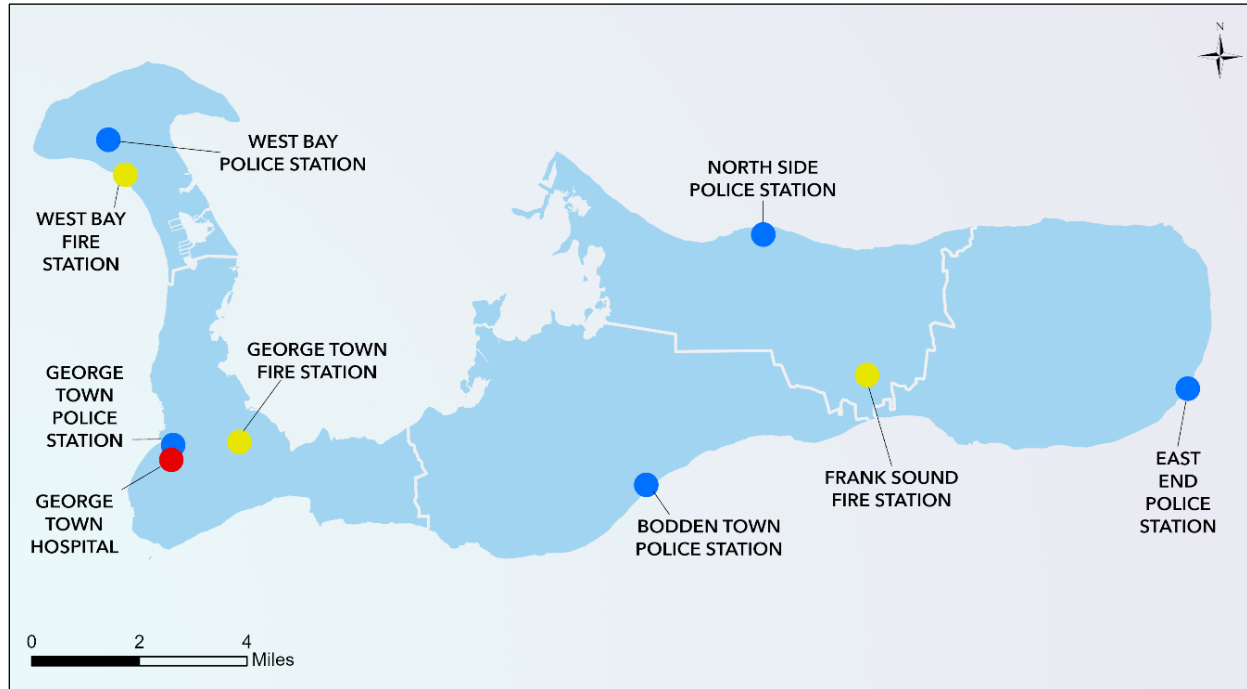 N
WEST BAY
POLICE STATION
NORTH SIDE
POLICE STATION
WEST BAY
FIRE
STATION
GEORGE TOWN
FIRE STATION
GEORGE
TOWN
POLICE
STATION
GEORGE
TOWN
HOSPITAL
BODDEN TOWN
POLICE STATION
FRANK SOUND
FIRE STATION
EAST
END
POLICE
STATION
0 2 4
Miles